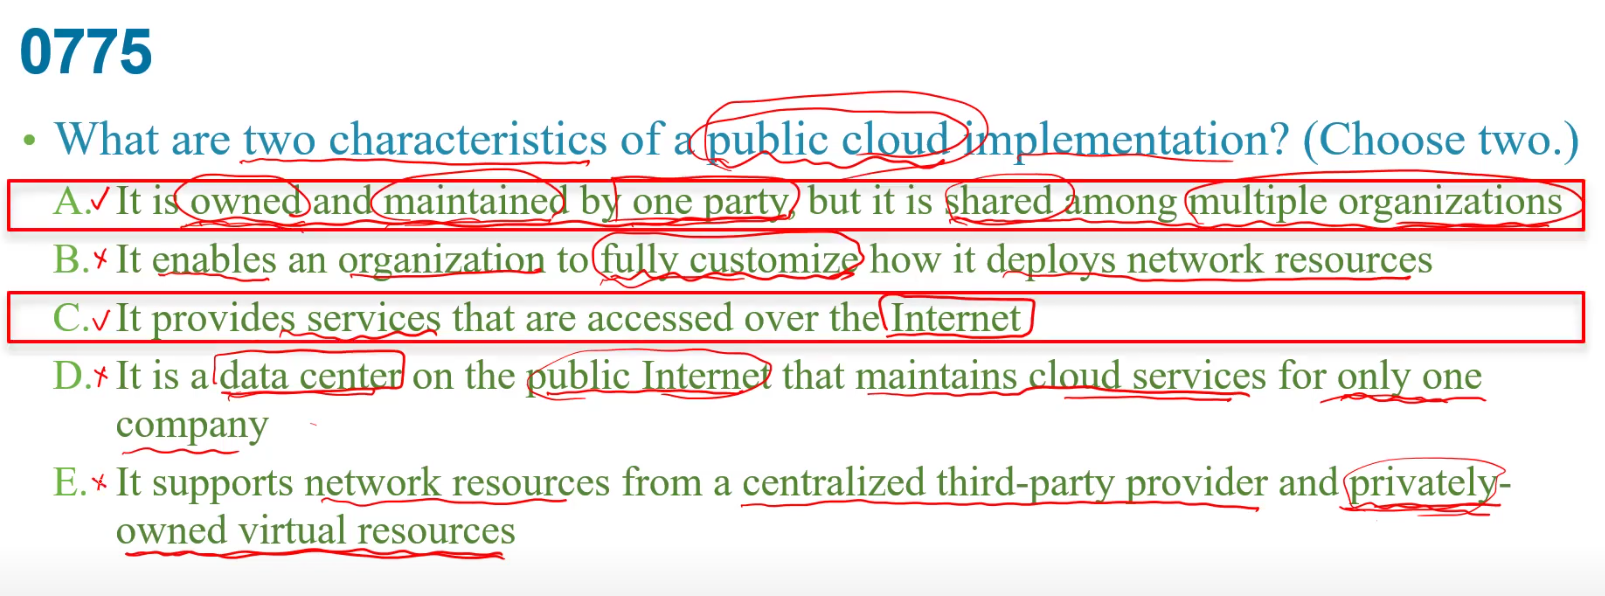 0775
• What are two characteristics of a public cloud implementation? (Choose two.)
A. It is owned and maintained by one party, but it is shared among multiple organizations
B. It enables an organization to fully customize how it deploys network resources
C. It provides services that are accessed over the Internet
D. It is a data center on the public Internet that maintains cloud services for only one
company
E. It supports network resources from a centralized third-party provider and privately-
owned virtual resources